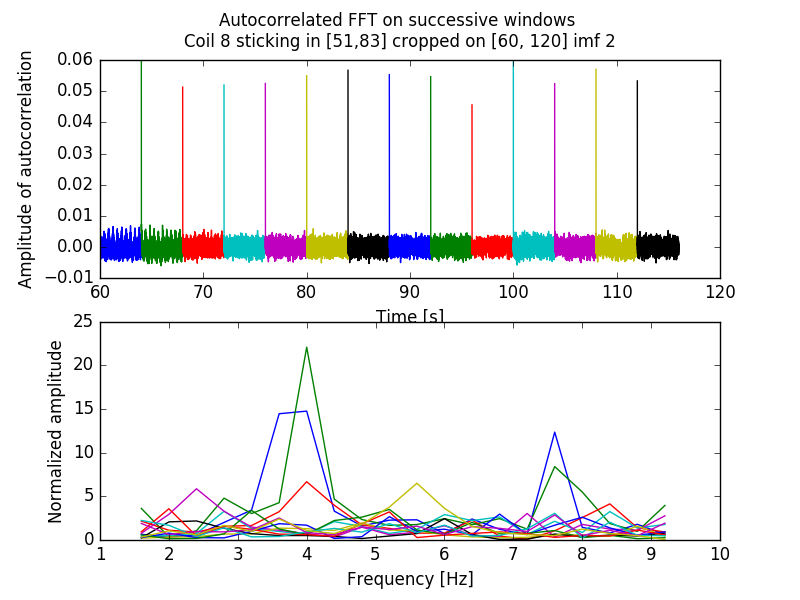 Autocorrelated FFT on successive windows
Coil 8 sticking in [51,83] cropped on [60, 120] imf 2
Amplitude of autocorrelation
0.06
0.05
0.04
0.03
0.02
0.01
0.00
−0.01
60 70 80 90 100 110 120
Time [s]
Normalized amplitude
25
20
15
10
5
0
1 2 3 4 5 6 7 8 9 10
Frequency [Hz]